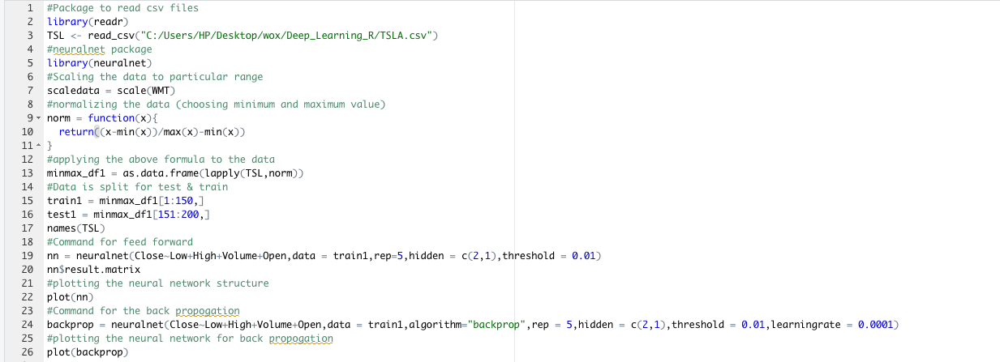 1 #Package to read csv files
2 library(readr)
3 TSL <- read_csv("C:/Users/HP/Desktop/wox/Deep_Learning_R/TSLA.csv")
4 #neuralnet package
5 library(neuralnet)
6 #Scaling the data to particular range
7 scaledata = scale(WMT)
8 #normalizing the data (choosing minimum and maximum value)
9 norm = function(x){
10 return((x-min(x))/max(x)-min(x))
11 }
12 #applying the above formula to the data
13 minmax_df1 = as.data.frame(lapply(TSL,norm))
14 #Data is split for test & train
15 train1 = minmax_df1[1:150,]
16 test1 = minmax_df1[151:200,]
17 names(TSL)
18 #Command for feed forward
19 nn = neuralnet(Close~Low+High+Volume+Open,data = train1,rep=5,hidden = c(2,1),threshold = 0.01)
20 nn$result.matrix
21 #plotting the neural network structure
22 plot(nn)
23 #Command for the back propogation
24 backprop = neuralnet(Close~Low+High+Volume+Open,data = train1,algorithm="backprop",rep = 5,hidden = c(2,1),threshold = 0.01,learningrate = 0.0001)
25 #plotting the neural network for back propogation
26 plot(backprop)